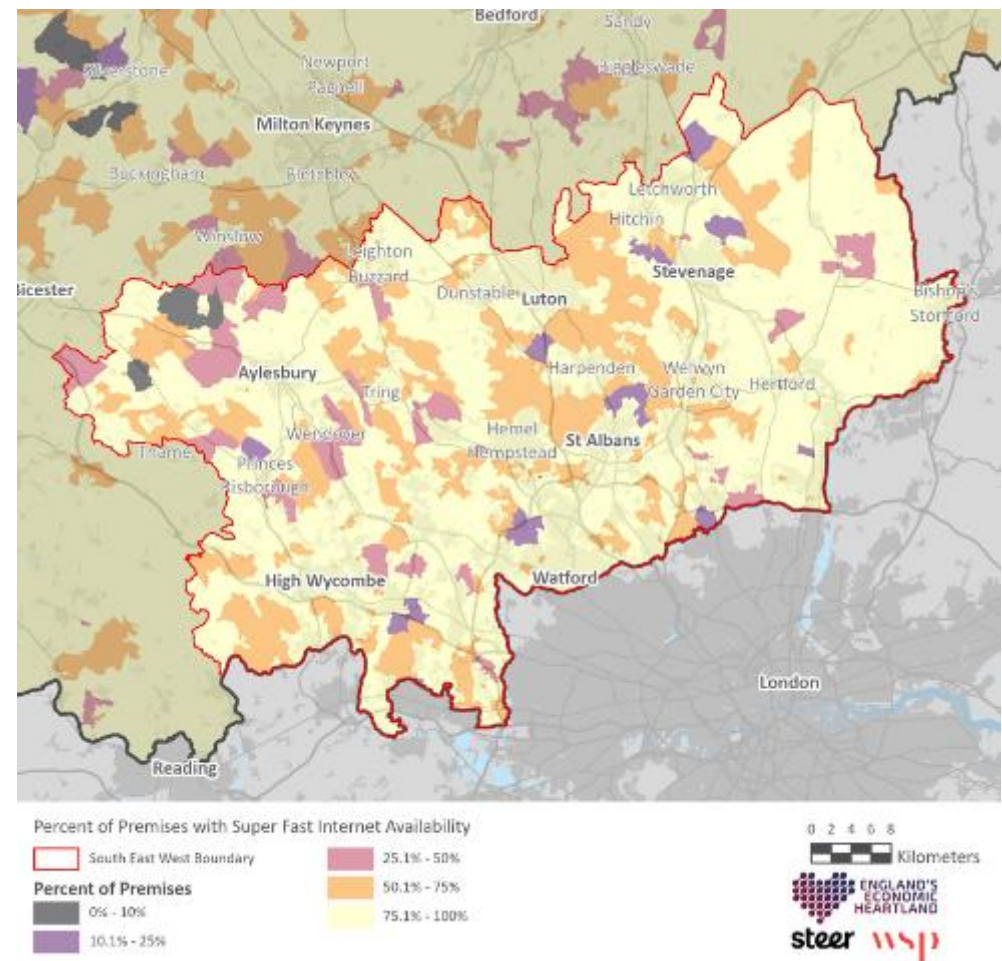 Bedford
Sandy
Silverstone
Newport
Pagnell
Biggleswade
Milton Keynes
Buckingham
Bletchley
Letchworth
Hitchin
Winslow
Leighton
Buzzard
Stevenage
Bicester
Dunstable
Luton
Bishop's
Stortford
Aylesbury
Harpenden
Welwyn
Garden City
Hertford
Tring
Wendover
Hemel
Hempstead
St Albans
Thame
Princes
Risborough
High Wycombe
Watford
London
Reading
Percent of Premises with Super Fast Internet Availability
South East West Boundary
Percent of Premises
0% - 10%
10.1% - 25%
25.1% - 50%
50.1% - 75%
75.1% - 100%
0 2 4 6 8
Kilometers
ENGLAND'S
ECONOMIC
HEARTLAND
steer wsp